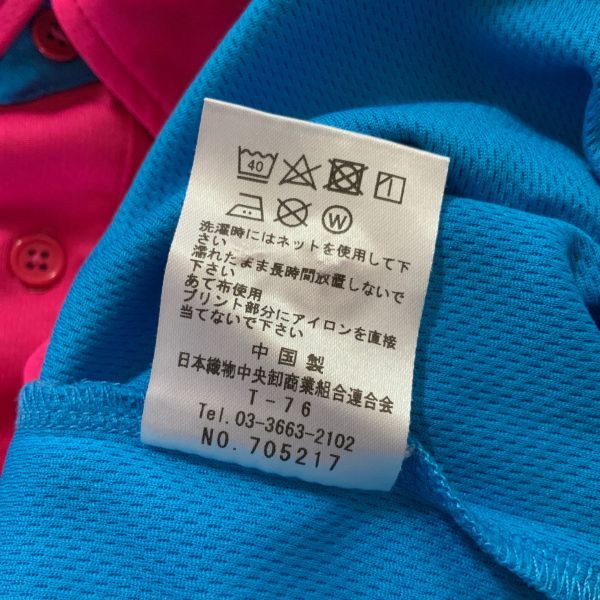 40
W
洗濯時にはネットを使用して下
さい
濡れたまま長時間放置しないで
下さい
あて布使用
プリント部分にアイロンを直接
当てないで下さい
中国製
日本織物中央卸商業組合連合会
T-76
Tel. 03-3663-2102
NO. 705217